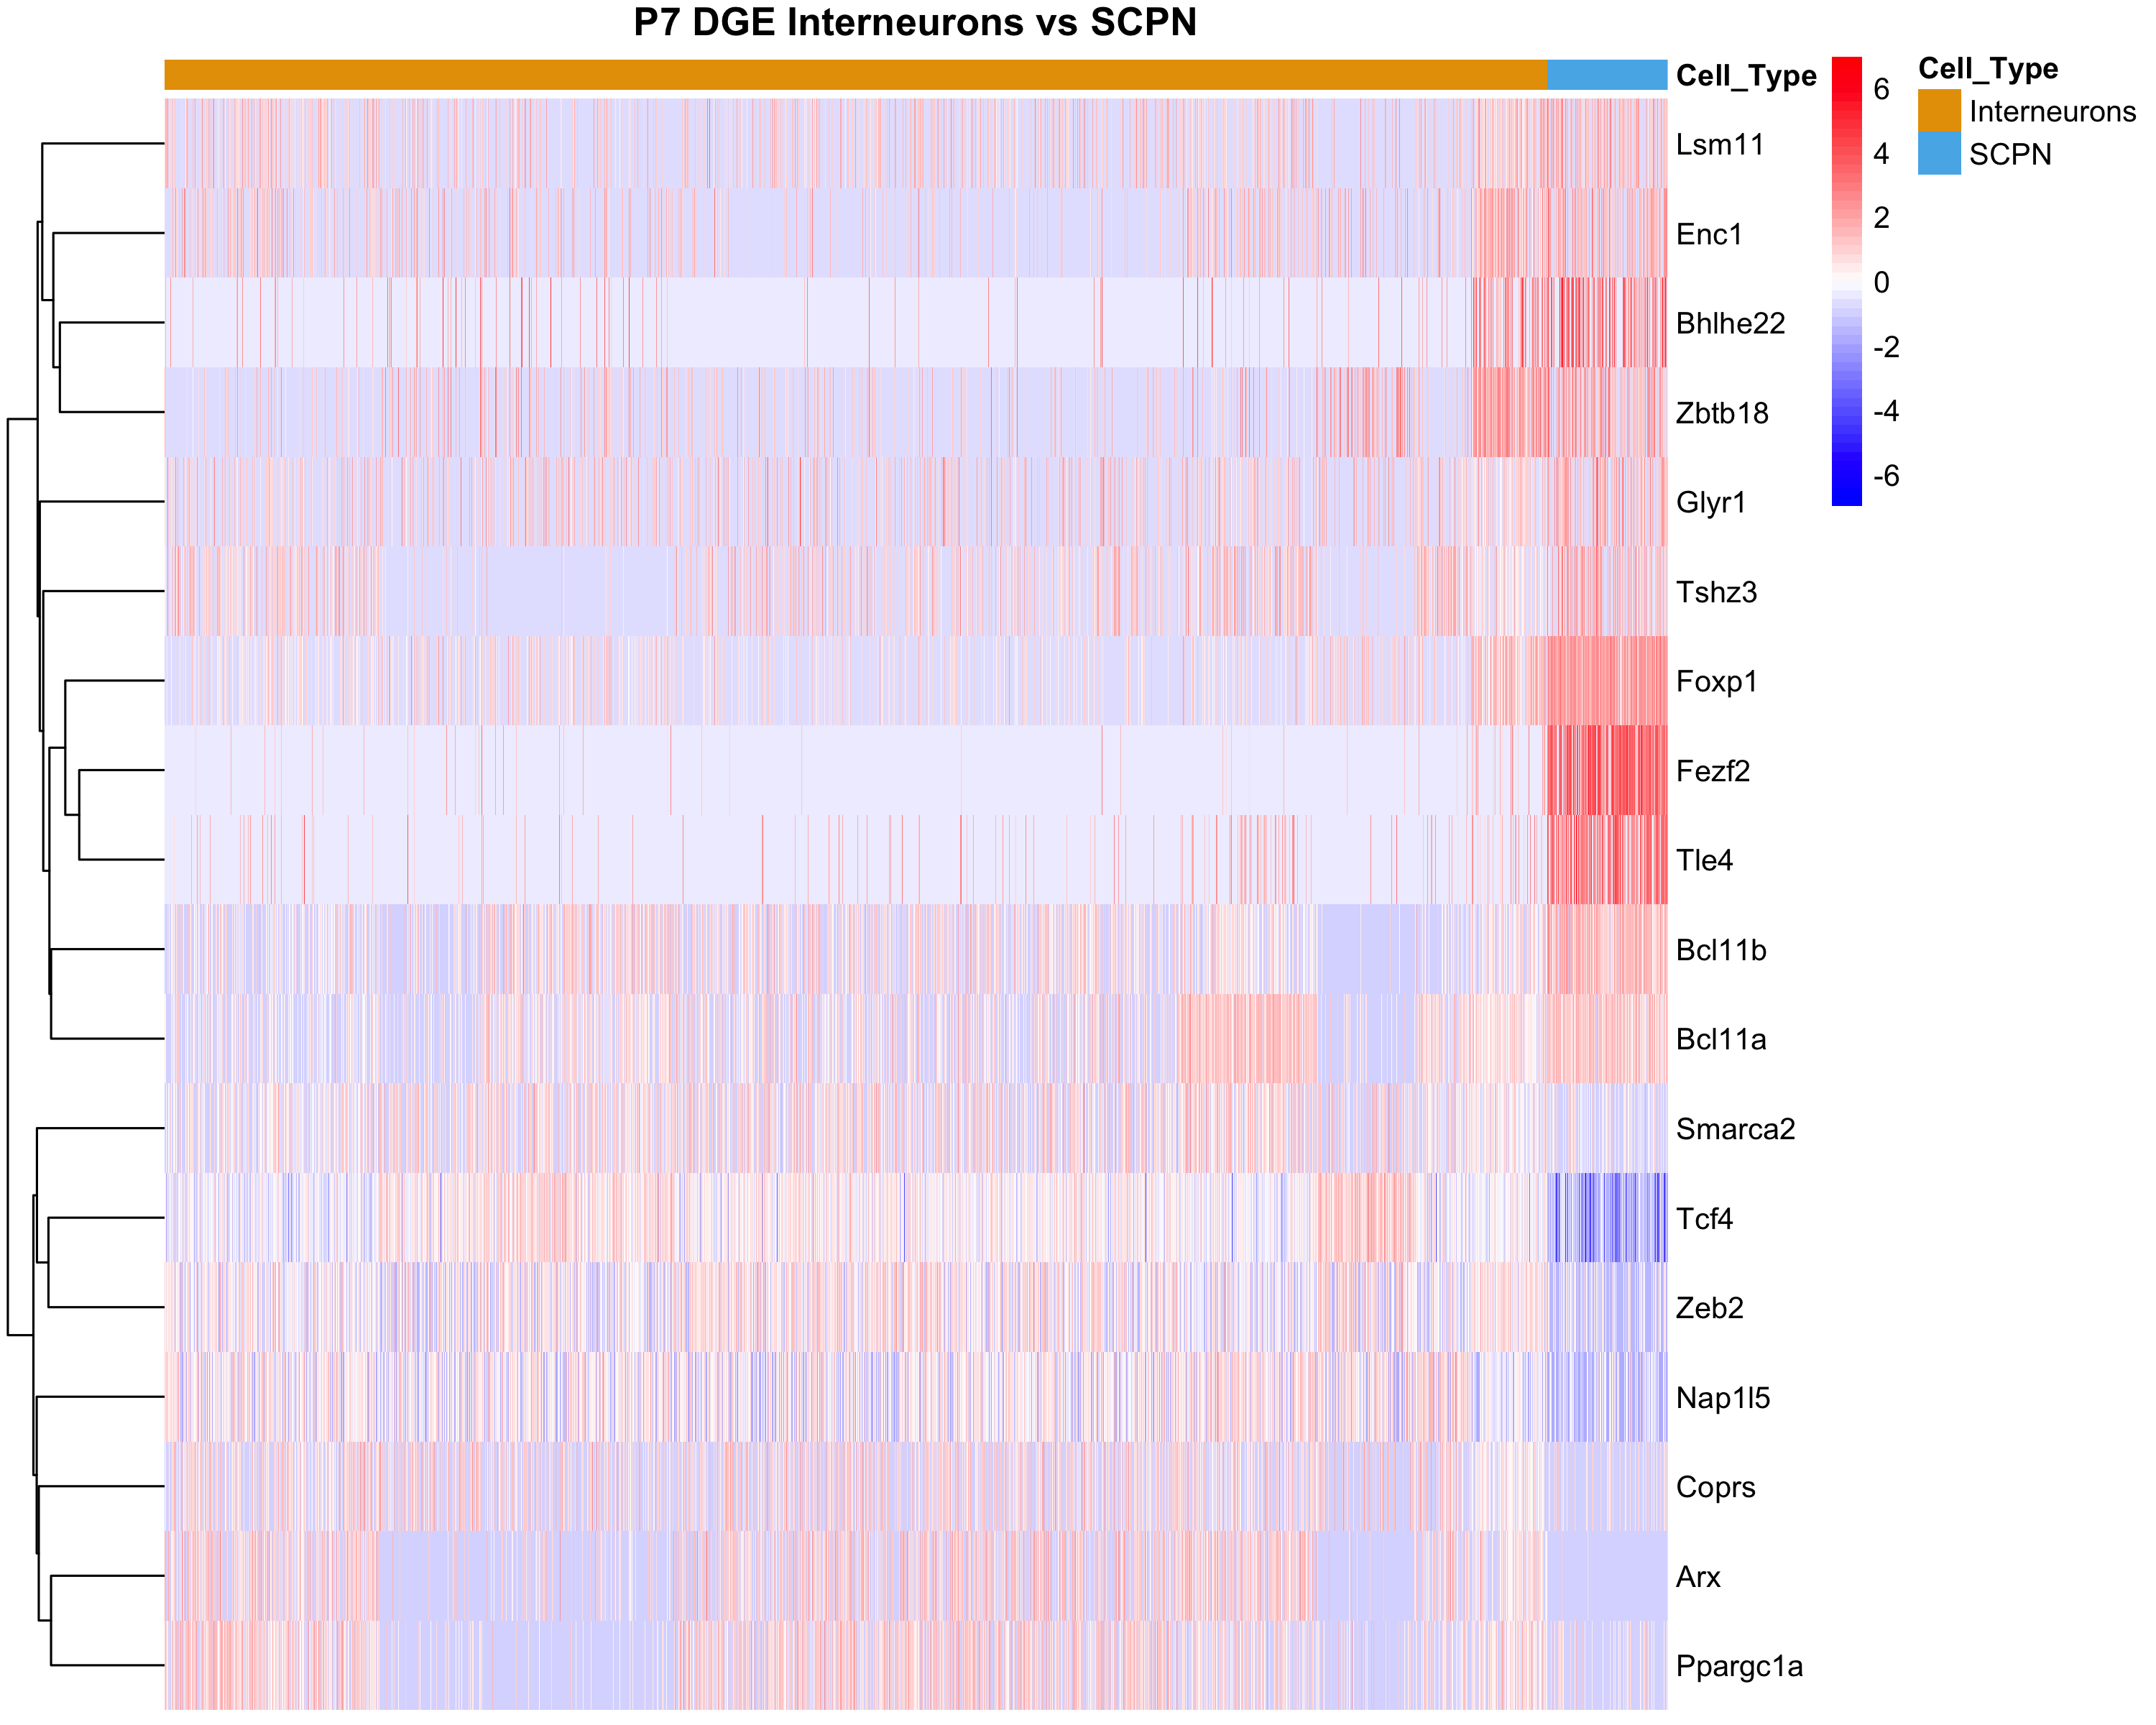 P7 DGE Interneurons vs SCPN
Cell_Type
Lsm11
Enc1
Bhlhe22
Zbtb18
Glyr1
Tshz3
Foxp1
Fezf2
Tle4
Bcl11b
Bcl11a
Smarca2
Tcf4
Zeb2
Nap1l5
Coprs
Arx
Ppargc1a
6
4
2
0
-2
-4
-6
Cell_Type
Interneurons
SCPN